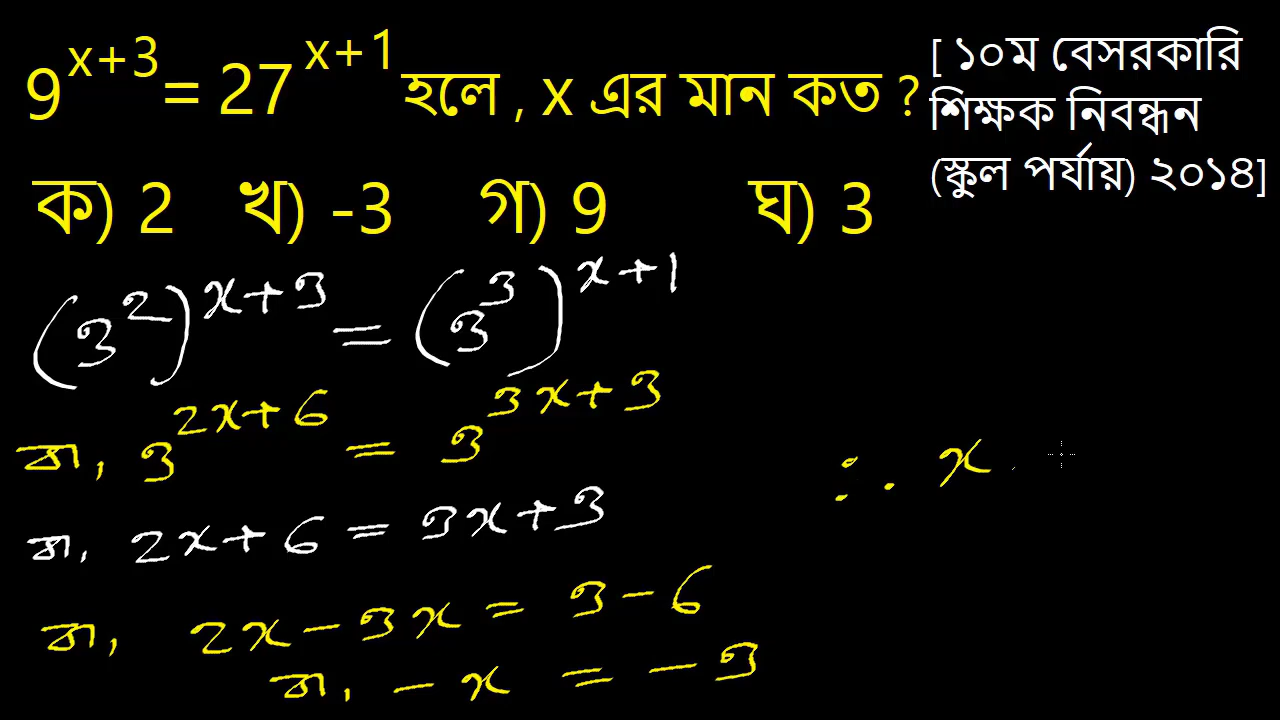 9^{x+3} = 27^{x+1} হলে , x এর মান কত ?
[ ১০ম বেসরকারি
শিক্ষক নিবন্ধন
(স্কুল পর্যায়) ২০১৪]
ক) 2 খ) -3 গ) 9 ঘ) 3
(3^2)^{x+3} = (3^3)^{x+1}
বা, 3^{2x+6} = 3^{3x+3}
বা, 2x+6 = 3x+3
বা, 2x-3x = 3-6
বা, -x = -3
∴ x